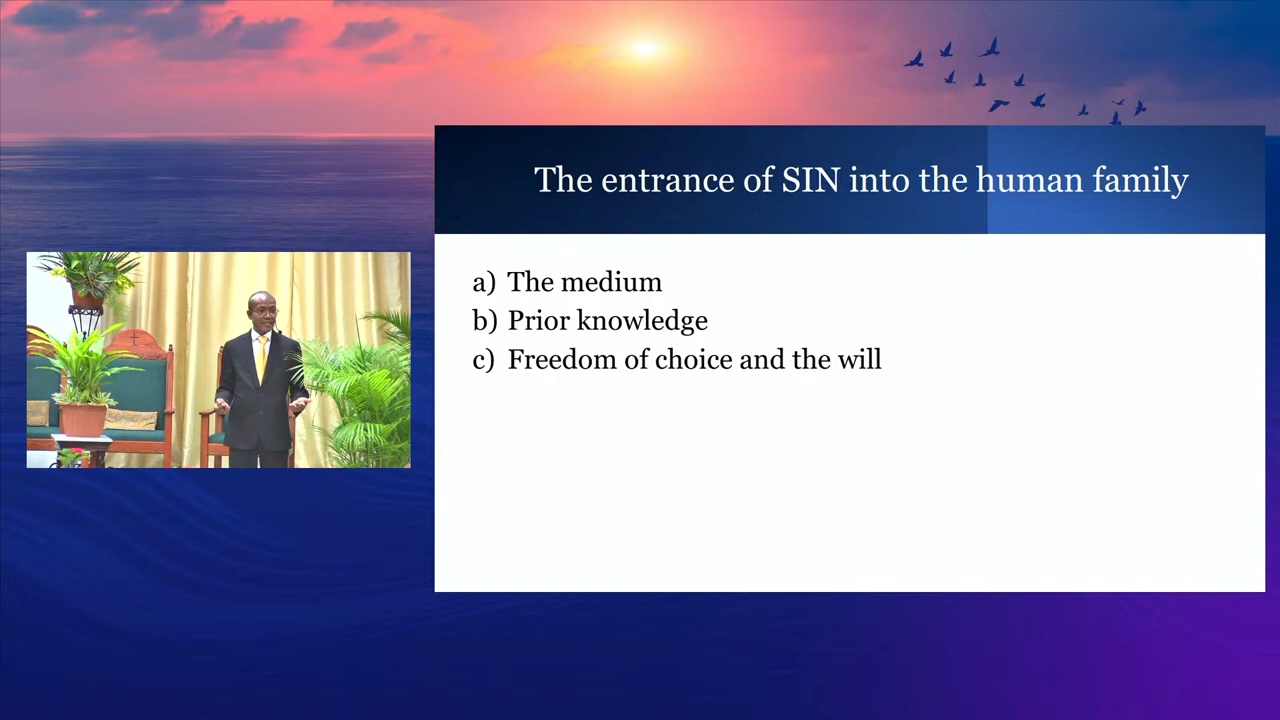 The entrance of SIN into the human family
a) The medium
b) Prior knowledge
c) Freedom of choice and the will